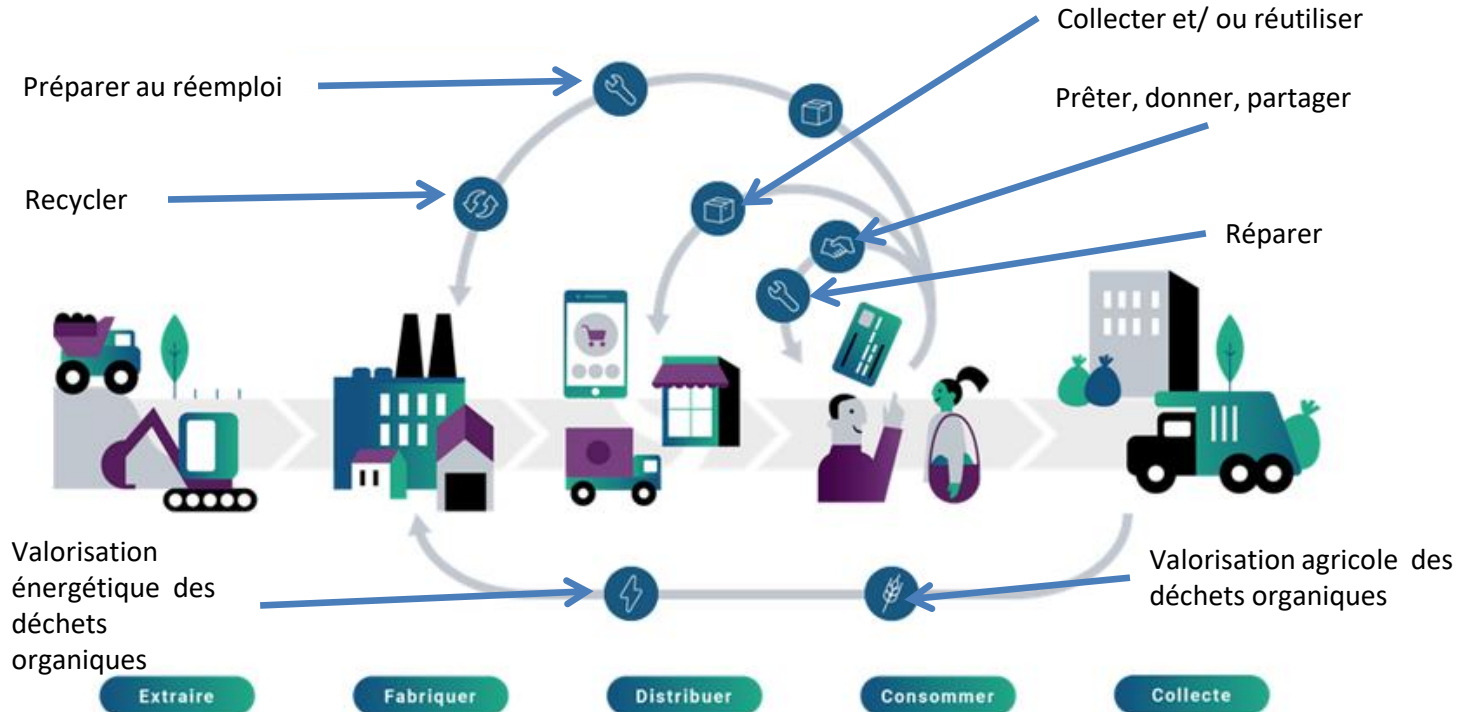 Collecter et/ ou réutiliser
Préparer au réemploi
Prêter, donner, partager
Recycler
Réparer
Valorisation
énergétique des
déchets
organiques
Valorisation agricole des
déchets organiques
Extraire
Fabriquer
Distribuer
Consommer
Collecte